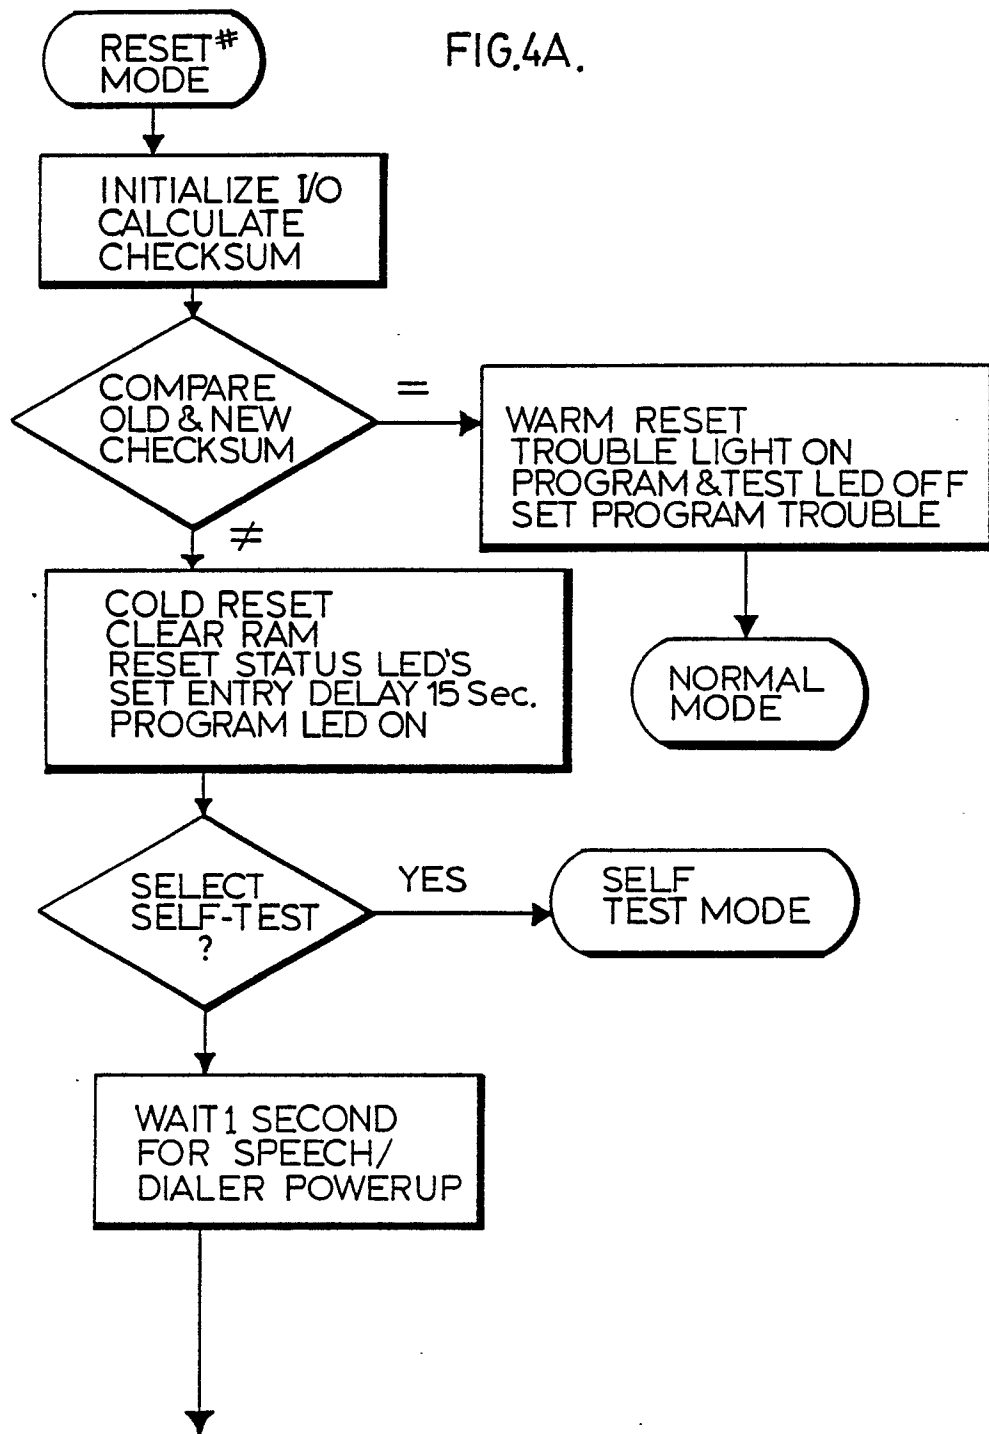 FIG.4A.
RESET#
MODE
INITIALIZE I/O
CALCULATE
CHECKSUM
COMPARE
OLD & NEW
CHECKSUM
=
WARM RESET
TROUBLE LIGHT ON
PROGRAM & TEST LED OFF
SET PROGRAM TROUBLE
NORMAL
MODE
≠
COLD RESET
CLEAR RAM
RESET STATUS LED'S
SET ENTRY DELAY 15 Sec.
PROGRAM LED ON
SELECT
SELF-TEST
?
YES
SELF
TEST MODE
WAIT 1 SECOND
FOR SPEECH/
DIALER POWERUP